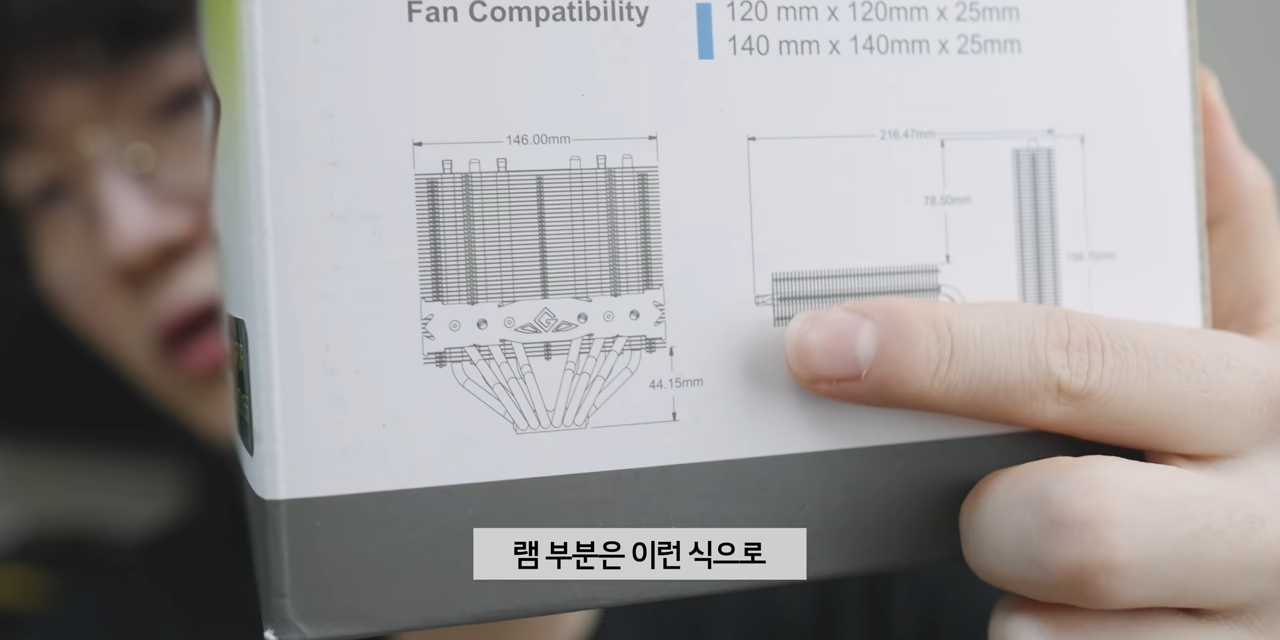 Fan Compatibility
120 mm x 120mm x 25mm
140 mm x 140mm x 25mm
146.00mm
216.47mm
78.50mm
44.15mm
램 부분은 이런 식으로